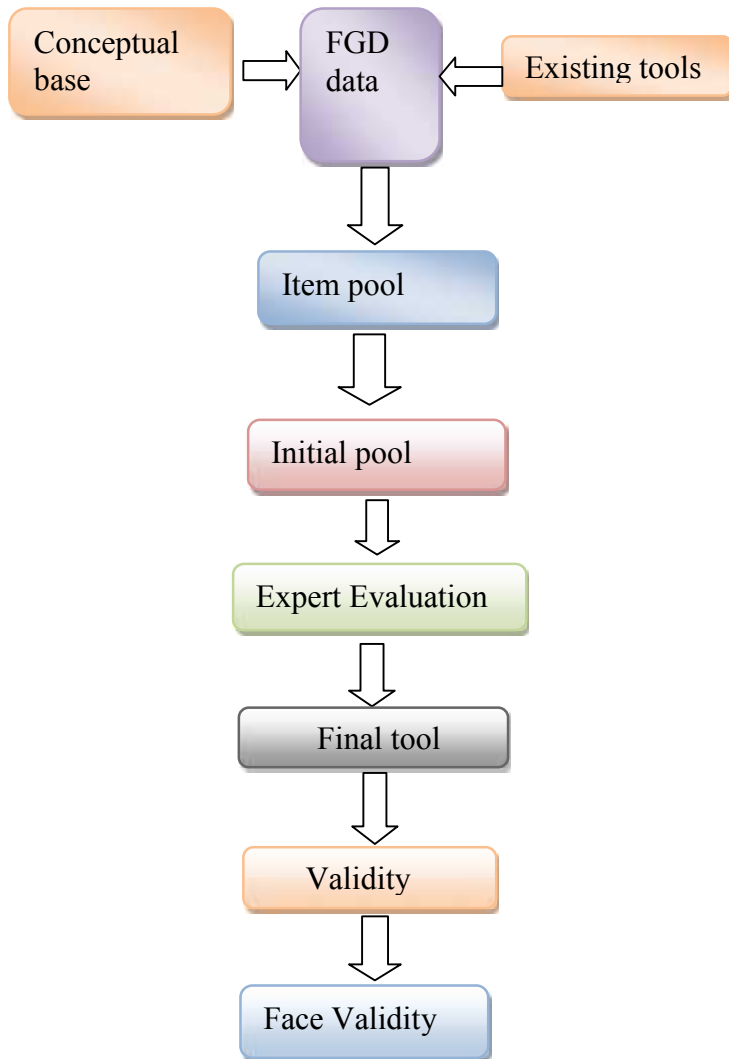 Conceptual
base
FGD
data
Existing tools
Item pool
Initial pool
Expert Evaluation
Final tool
Validity
Face Validity